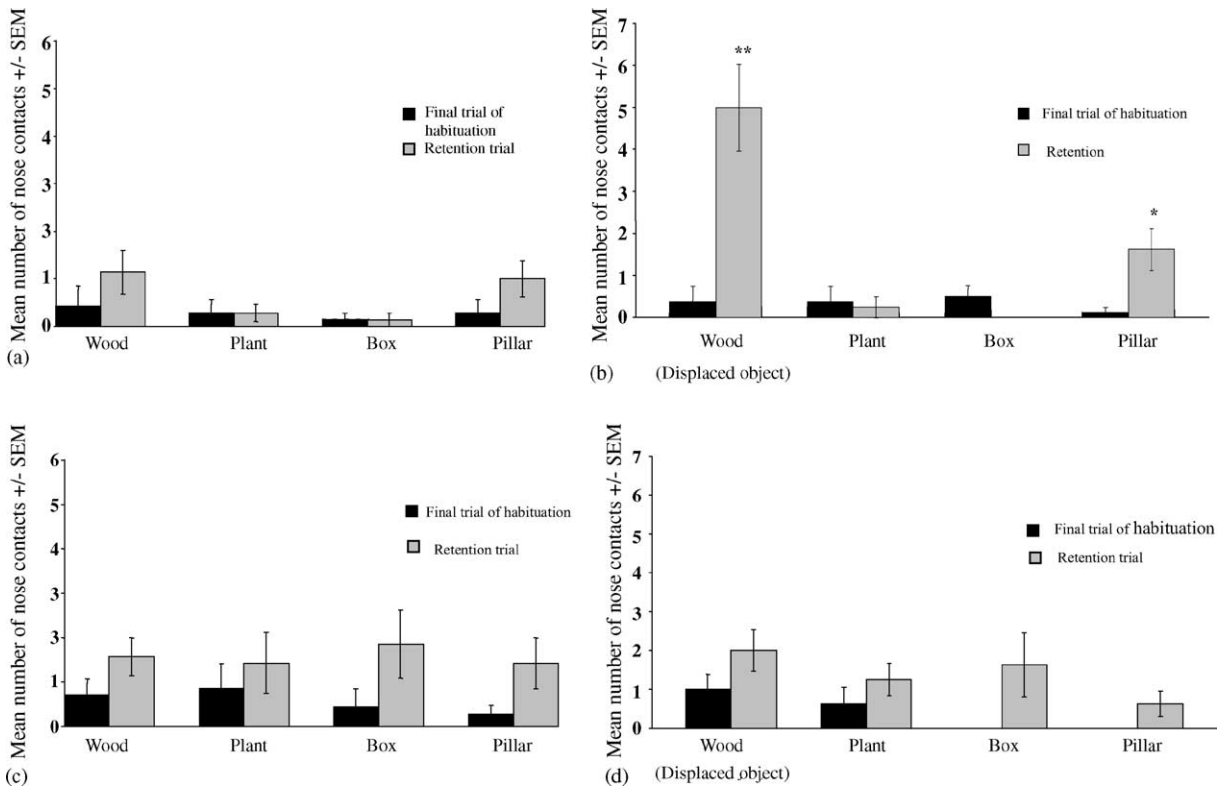 Mean number of nose contacts +/- SEM
6
5
4
3
3
1
0
Final trial of
habituation
Retention trial
Wood Plant Box Pillar
(a)
Mean number of nose contacts +/- SEM
7
6
5
4
3
2
1
0
**
*
Final trial of habituation
Retention
Wood Plant Box Pillar
(b) (Displaced object)
Mean number of nose contacts +/- SEM
6
5
4
3
3
1
0
Final trial of habituation
Retention trial
Wood Plant Box Pillar
(c)
Mean number of nose contacts +/- SEM
7
6
5
4
3
2
1
0
Final trial of habituation
Retention trial
Wood Plant Box Pillar
(d) (Displaced object)